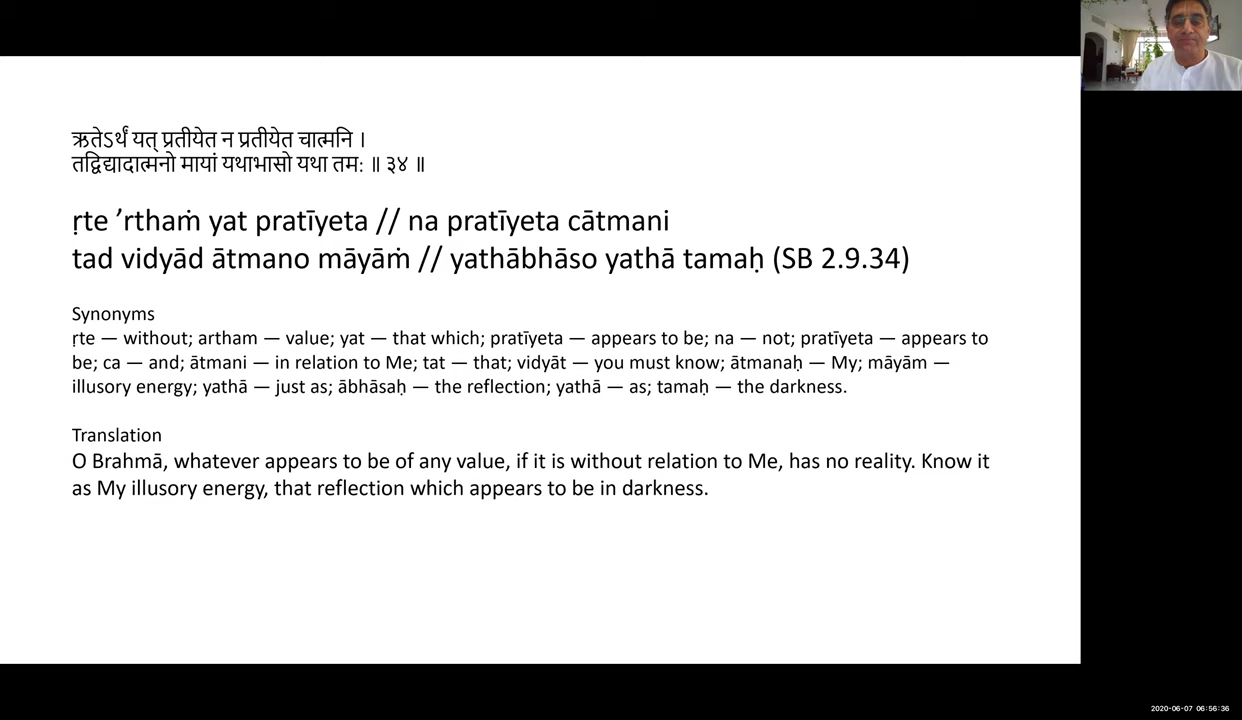 ऋतेऽर्थं यत् प्रतीयेत न प्रतीयेत चात्मनि ।
तद्विद्यादात्मनो मायां यथाभासो यथा तम: ॥ ३४ ॥
ṛte ’rthaṁ yat pratīyeta // na pratīyeta cātmani
tad vidyād ātmano māyāṁ // yathābhāso yathā tamaḥ (SB 2.9.34)
Synonyms
ṛte — without; artham — value; yat — that which; pratīyeta — appears to be; na — not; pratīyeta — appears to
be; ca — and; ātmani — in relation to Me; tat — that; vidyāt — you must know; ātmanaḥ — My; māyām —
illusory energy; yathā — just as; ābhāsaḥ — the reflection; yathā — as; tamaḥ — the darkness.
Translation
O Brahmā, whatever appears to be of any value, if it is without relation to Me, has no reality. Know it
as My illusory energy, that reflection which appears to be in darkness.
2020-06-07 06:56:36